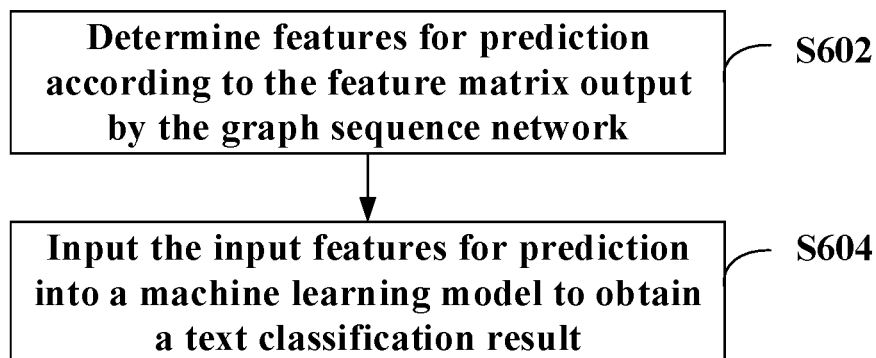 Determine features for prediction
according to the feature matrix output
by the graph sequence network
S602
Input the input features for prediction
into a machine learning model to obtain
a text classification result
S604